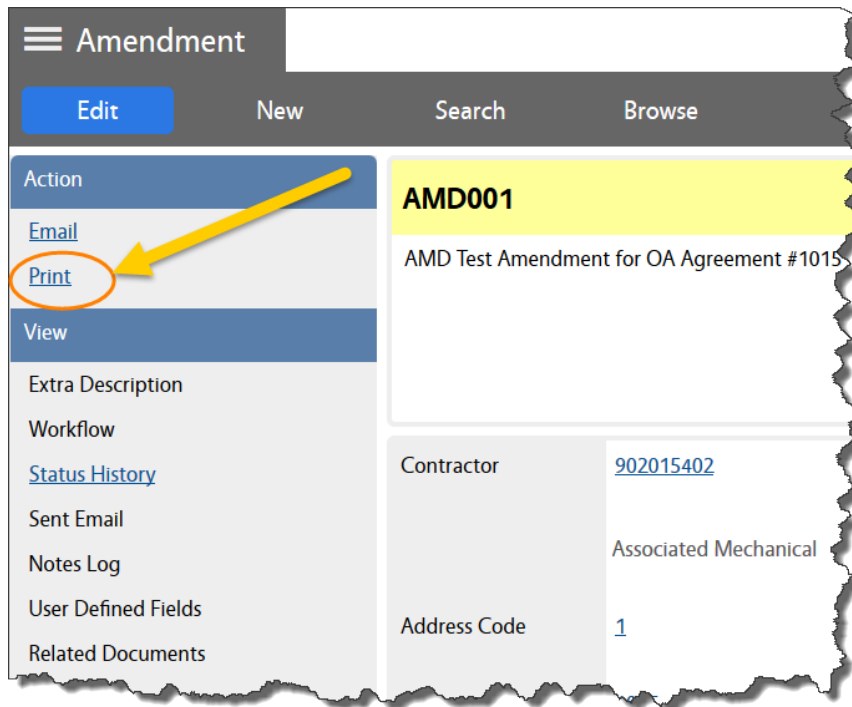 Amendment
Edit New Search Browse
Action
Email
Print
View
Extra Description
Workflow
Status History
Sent Email
Notes Log
User Defined Fields
Related Documents
AMD001
AMD Test Amendment for OA Agreement #1015
Contractor 902015402
Associated Mechanical
Address Code 1